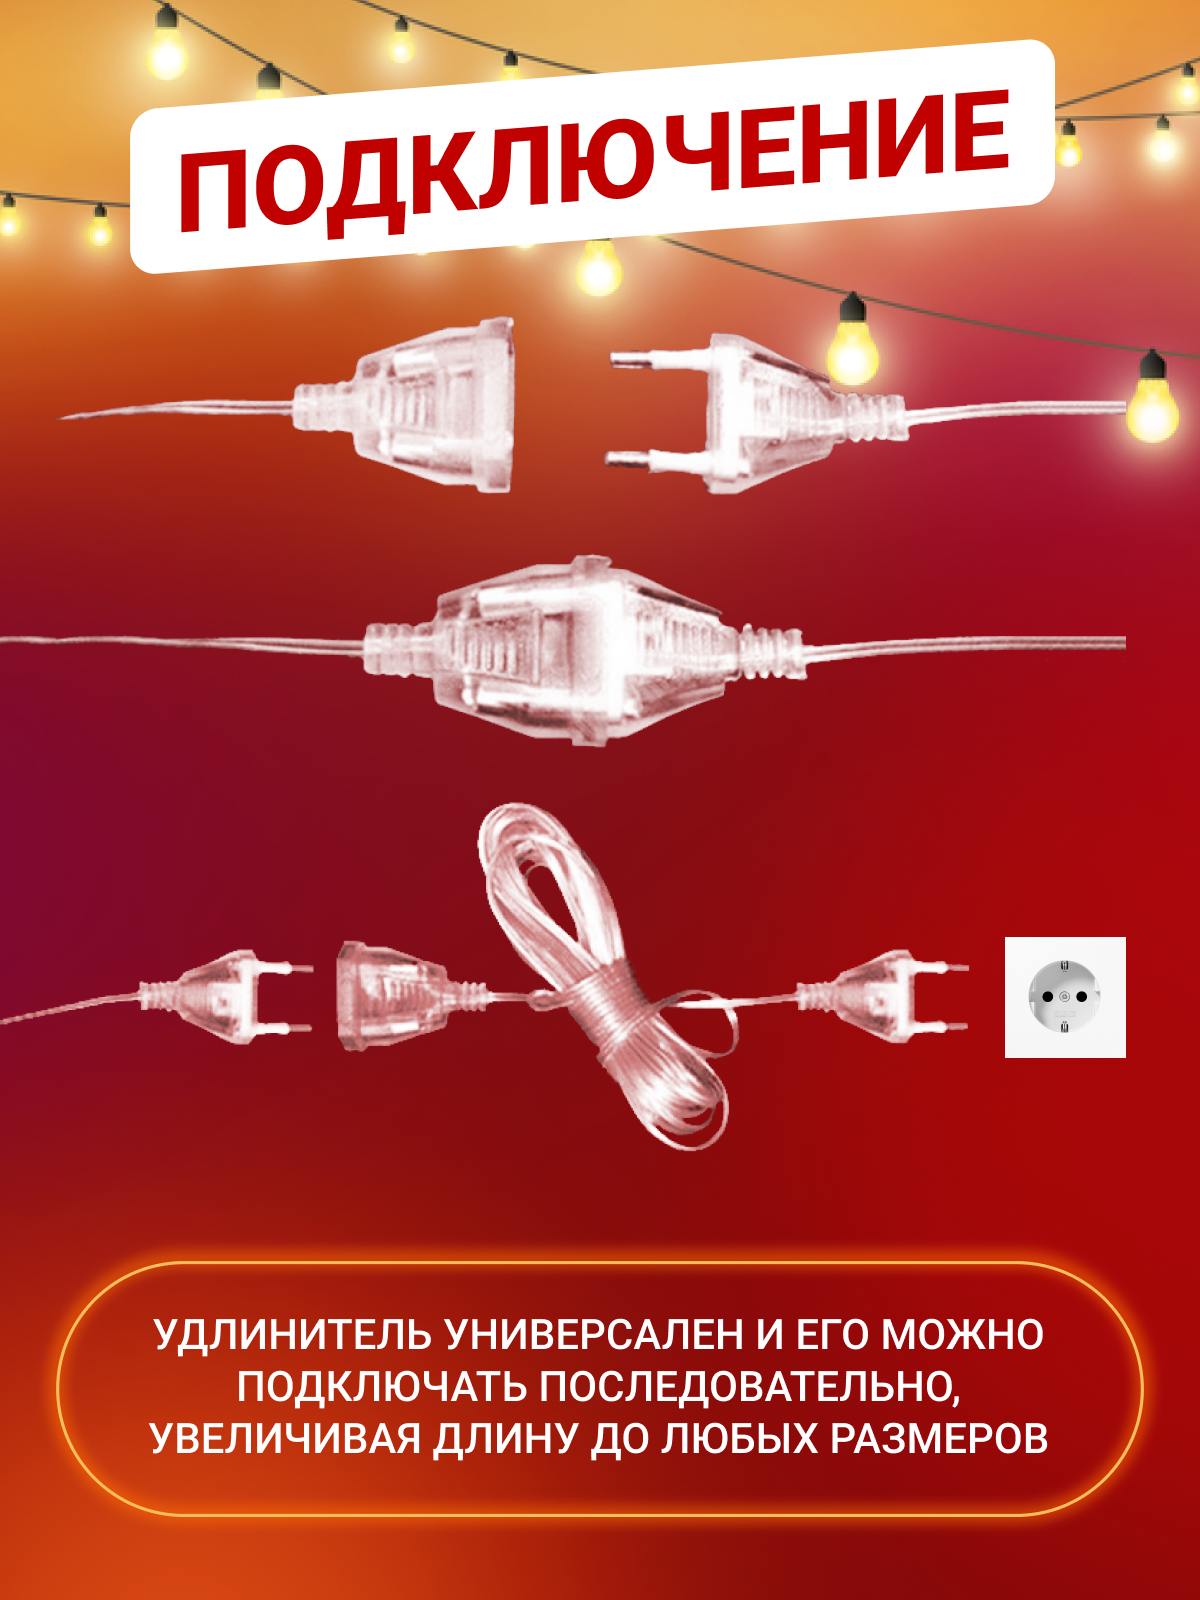 ПОДКЛЮЧЕНИЕ
УДЛИНИТЕЛЬ УНИВЕРСАЛЕН И ЕГО МОЖНО
ПОДКЛЮЧАТЬ ПОСЛЕДОВАТЕЛЬНО,
УВЕЛИЧИВАЯ ДЛИНУ ДО ЛЮБЫХ РАЗМЕРОВ